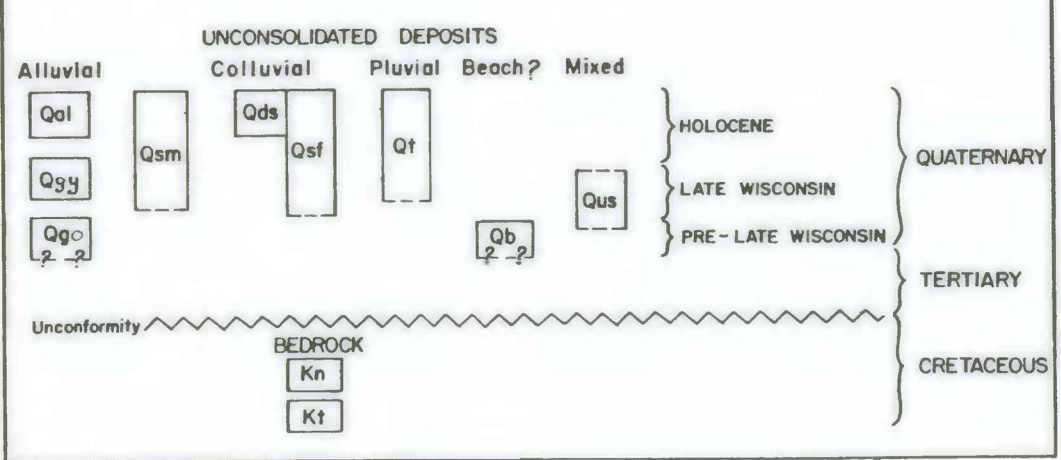 UNCONSOLIDATED DEPOSITS
Alluvial Colluvial Pluvial Beach? Mixed
Qal Qds HOLOCENE
Qsm Qsf Qt QUATERNARY
Qgy Qus LATE WISCONSIN
Qgo Qb PRE-LATE WISCONSIN
? ? ? ?
TERTIARY
Unconformity
BEDROCK
Kn CRETACEOUS
Kt